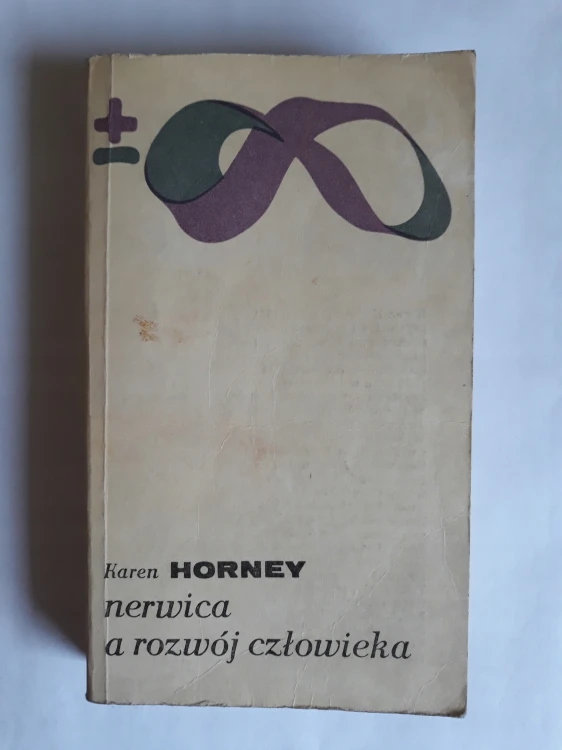 ±
Karen HORNEY
nerwica
a rozwój człowieka